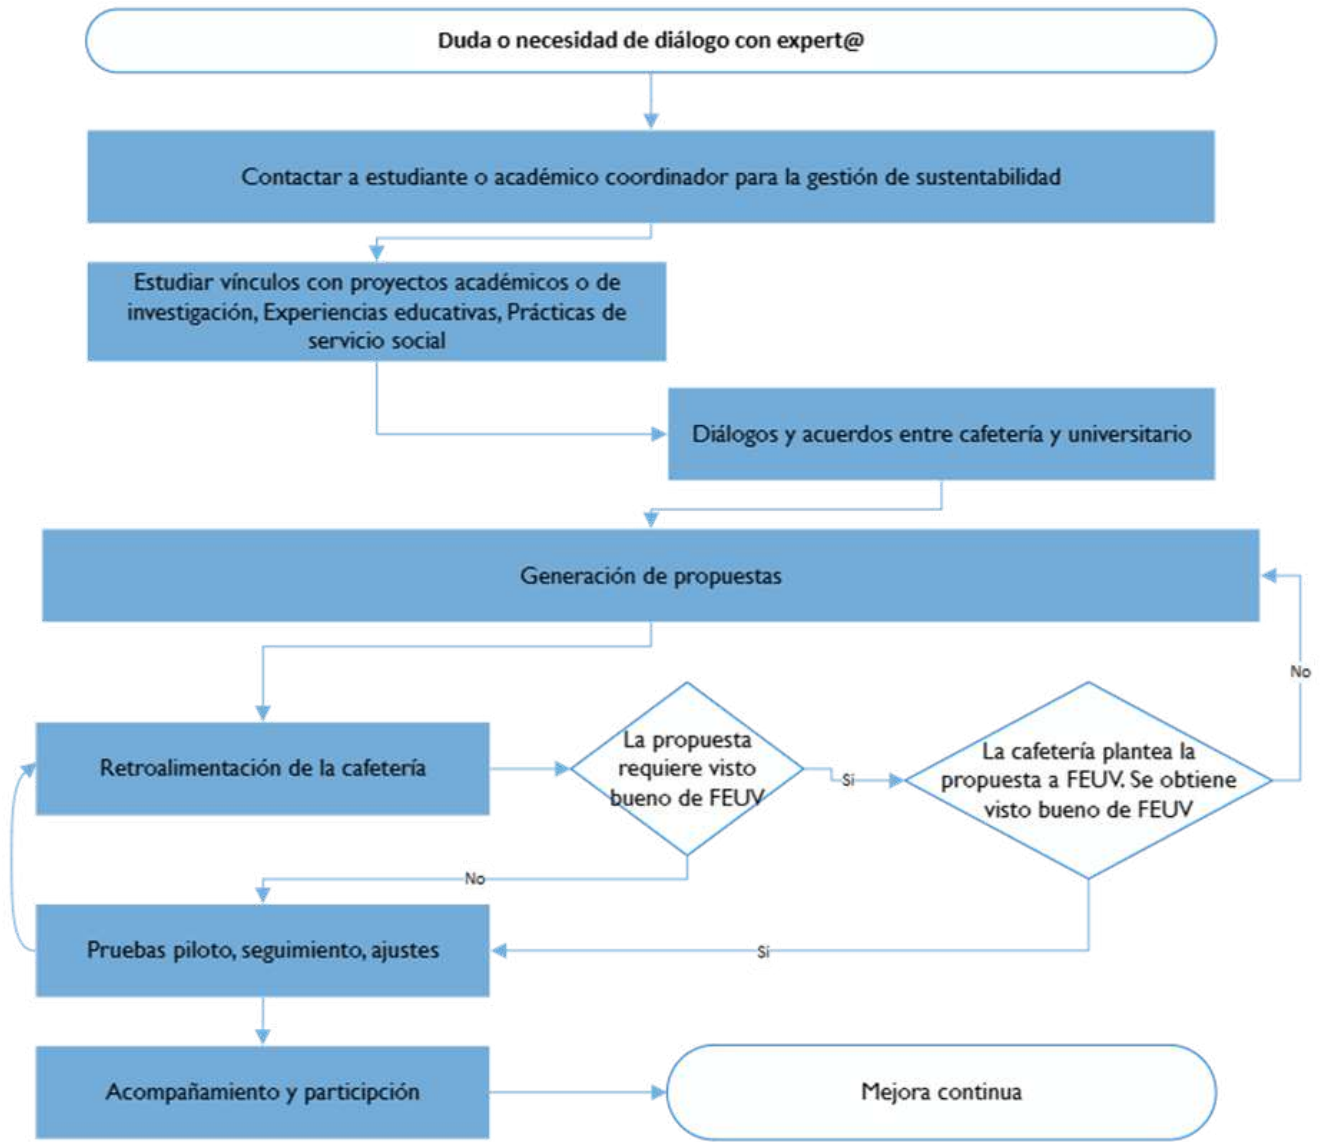 Duda o necesidad de diálogo con expert@
Contactar a estudiante o académico coordinador para la gestión de sustentabilidad
Estudiar vínculos con proyectos académicos o de
investigación, Experiencias educativas, Prácticas de
servicio social
Diálogos y acuerdos entre cafetería y universitario
Generación de propuestas
No
La propuesta
requiere visto
bueno de FEUV
Sí
La cafetería plantea la
propuesta a FEUV. Se obtiene
visto bueno de FEUV
Retroalimentación de la cafetería
No
Pruebas piloto, seguimiento, ajustes
Sí
Acompañamiento y participción
Mejora continua